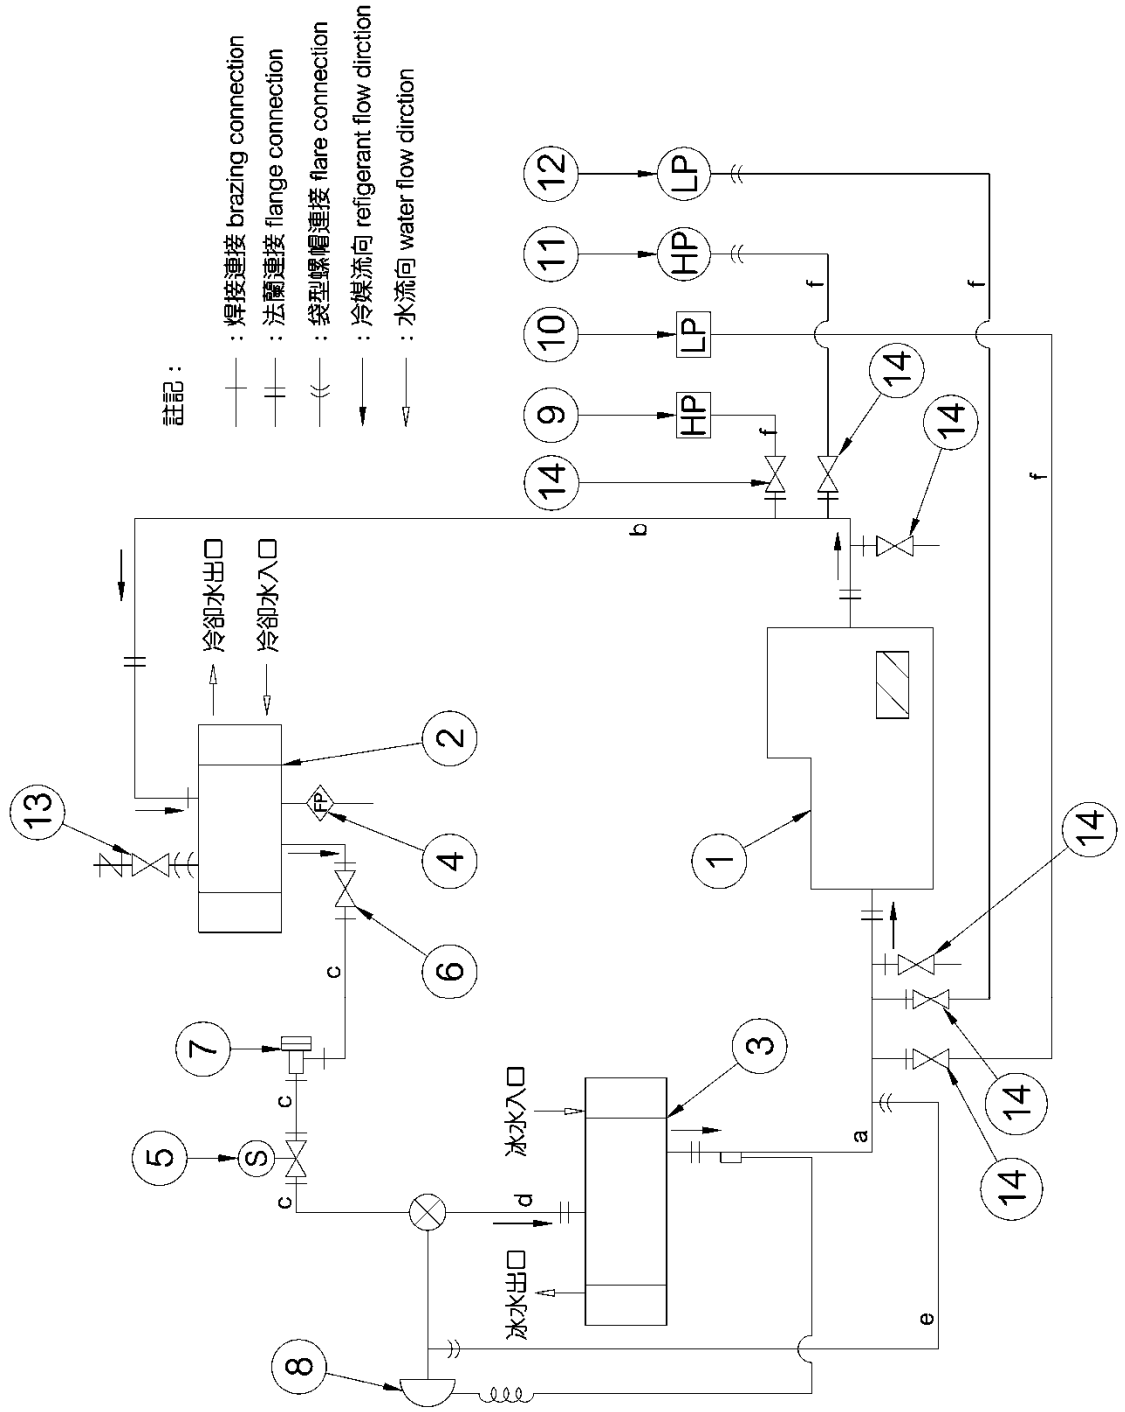 註記：
：焊接連接 brazing connection
：法蘭連接 flange connection
：袋型螺帽連接 flare connection
：冷媒流向 refigerant flow dirction
：水流向 water flow dirction
13
7
5
8
冷卻水出口
冷卻水入口
FP
2
4
6
c
c
c
S
b
9
10
11
12
14
HP
LP
HP
LP
f
f
f
f
14
14
冰水入口
冰水出口
d
3
1
a
e
14
14
14